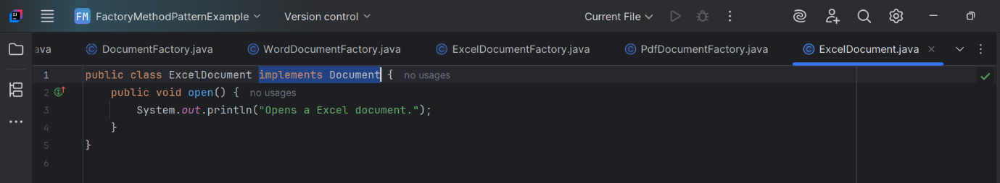 FM FactoryMethodPatternExample Version control Current File
ava DocumentFactory.java WordDocumentFactory.java ExcelDocumentFactory.java PdfDocumentFactory.java ExcelDocument.java
1 public class ExcelDocument implements Document { no usages
2 public void open() { no usages
3 System.out.println("Opens a Excel document.");
4 }
5 }
6